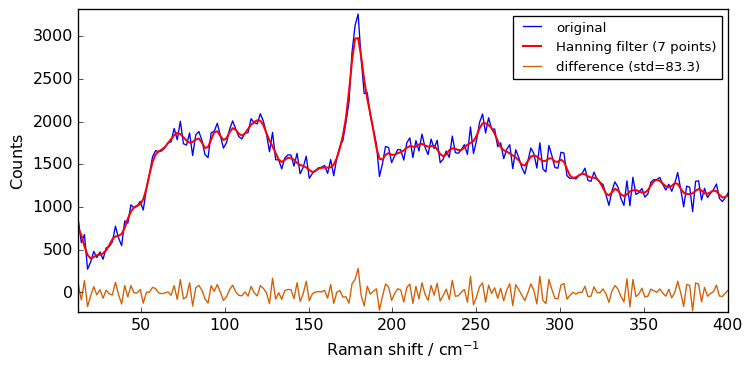 original
Hanning filter (7 points)
difference (std=83.3)
Counts
3000
2500
2000
1500
1000
500
0
50 100 150 200 250 300 350 400
Raman shift / cm⁻¹